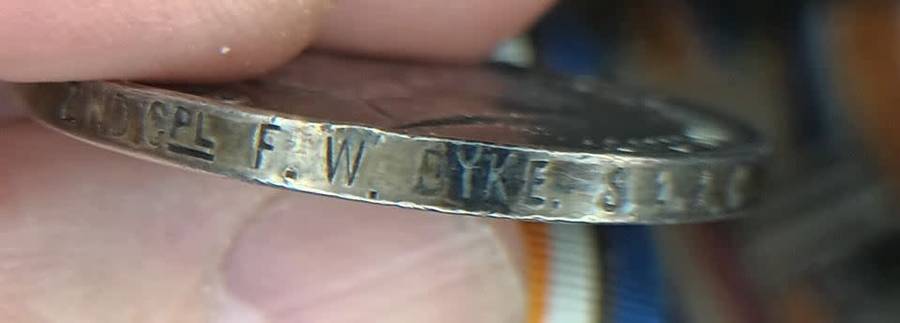 2ND CPL F. W. DYKE.